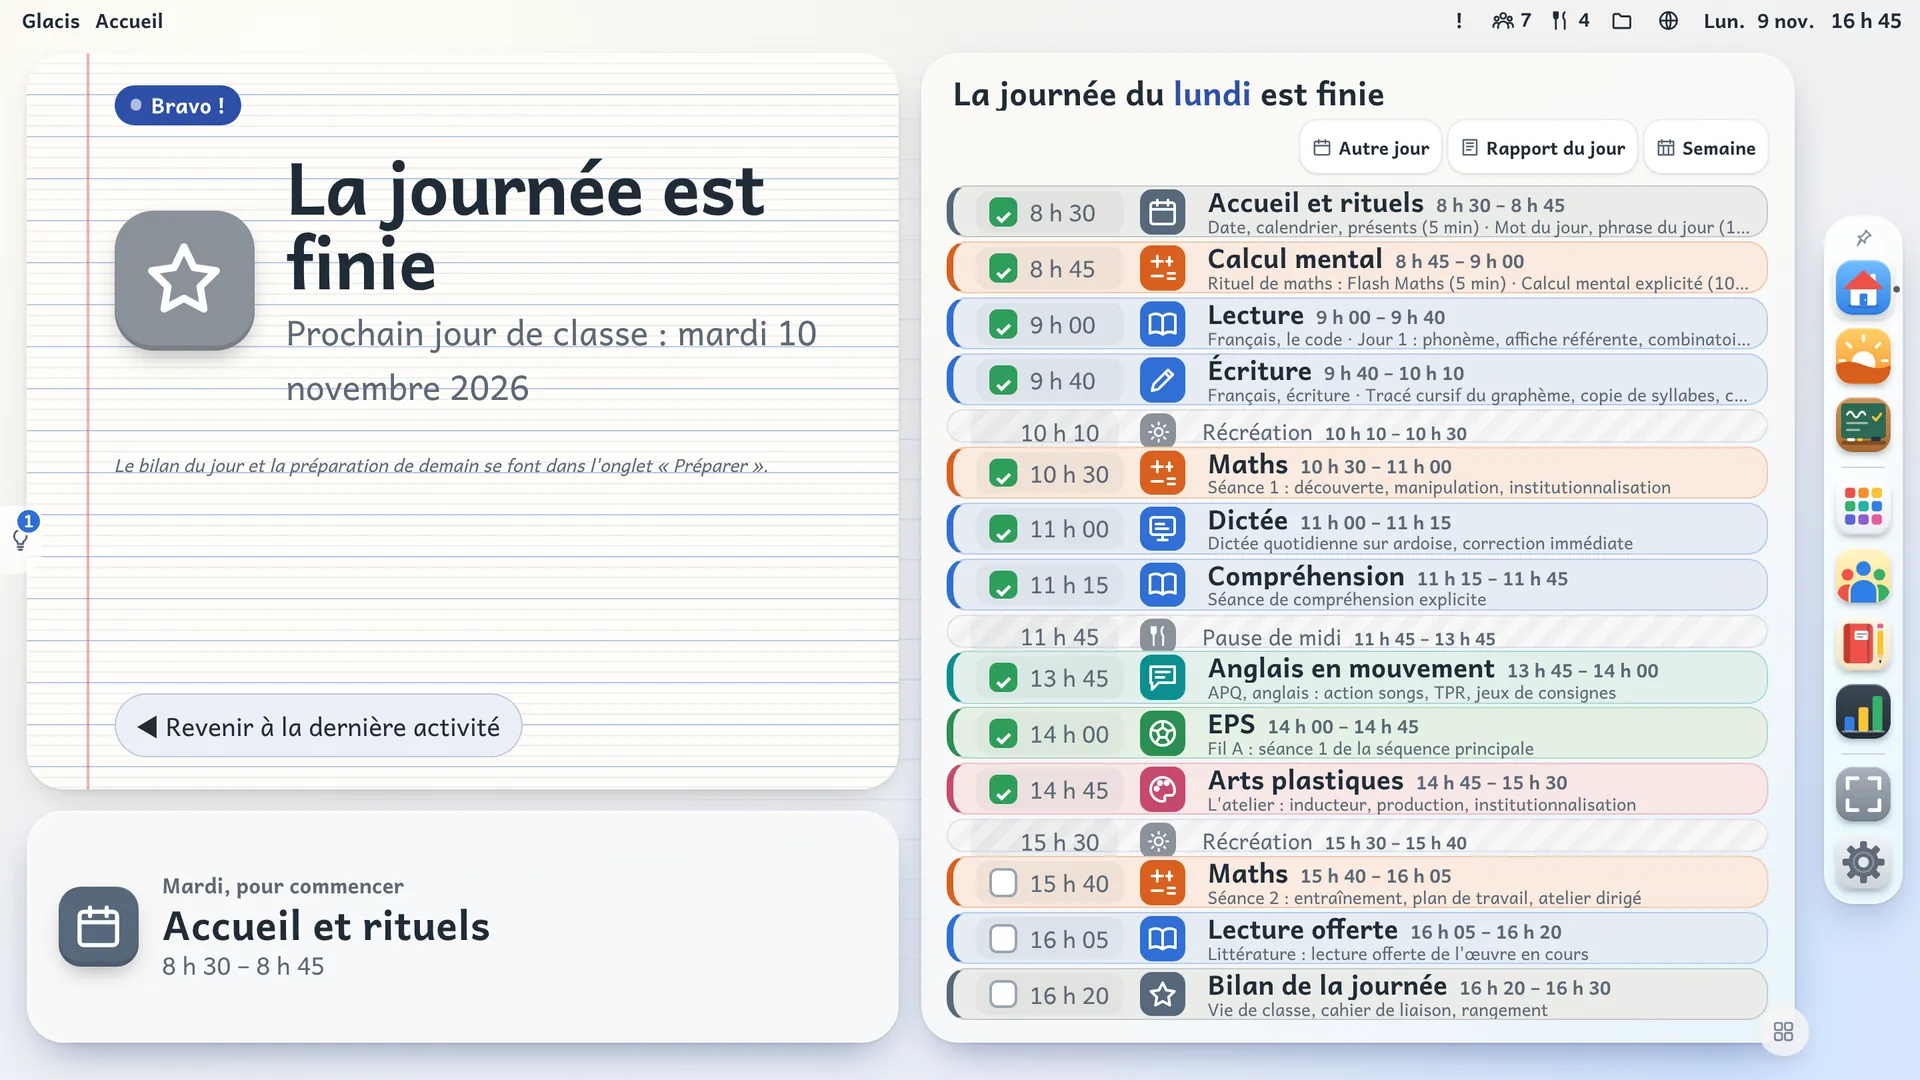 Glacis Accueil
! 7 4 Lun. 9 nov. 16 h 45
Bravo !
La journée est
finie
Prochain jour de classe : mardi 10
novembre 2026
Le bilan du jour et la préparation de demain se font dans l'onglet « Préparer ».
1
◀ Revenir à la dernière activité
Mardi, pour commencer
Accueil et rituels
8 h 30 – 8 h 45
La journée du lundi est finie
Autre jour
Rapport du jour
Semaine
8 h 30 Accueil et rituels 8 h 30 – 8 h 45
Date, calendrier, présents (5 min) · Mot du jour, phrase du jour (1…
8 h 45 Calcul mental 8 h 45 – 9 h 00
Rituel de maths : Flash Maths (5 min) · Calcul mental explicité (10…
9 h 00 Lecture 9 h 00 – 9 h 40
Français, le code · Jour 1 : phonème, affiche référente, combinatoi…
9 h 40 Écriture 9 h 40 – 10 h 10
Français, écriture · Tracé cursif du graphème, copie de syllabes, c…
10 h 10 Récréation 10 h 10 – 10 h 30
10 h 30 Maths 10 h 30 – 11 h 00
Séance 1 : découverte, manipulation, institutionnalisation
11 h 00 Dictée 11 h 00 – 11 h 15
Dictée quotidienne sur ardoise, correction immédiate
11 h 15 Compréhension 11 h 15 – 11 h 45
Séance de compréhension explicite
11 h 45 Pause de midi 11 h 45 – 13 h 45
13 h 45 Anglais en mouvement 13 h 45 – 14 h 00
APQ, anglais : action songs, TPR, jeux de consignes
14 h 00 EPS 14 h 00 – 14 h 45
Fil A : séance 1 de la séquence principale
14 h 45 Arts plastiques 14 h 45 – 15 h 30
L'atelier : inducteur, production, institutionnalisation
15 h 30 Récréation 15 h 30 – 15 h 40
15 h 40 Maths 15 h 40 – 16 h 05
Séance 2 : entraînement, plan de travail, atelier dirigé
16 h 05 Lecture offerte 16 h 05 – 16 h 20
Littérature : lecture offerte de l'œuvre en cours
16 h 20 Bilan de la journée 16 h 20 – 16 h 30
Vie de classe, cahier de liaison, rangement